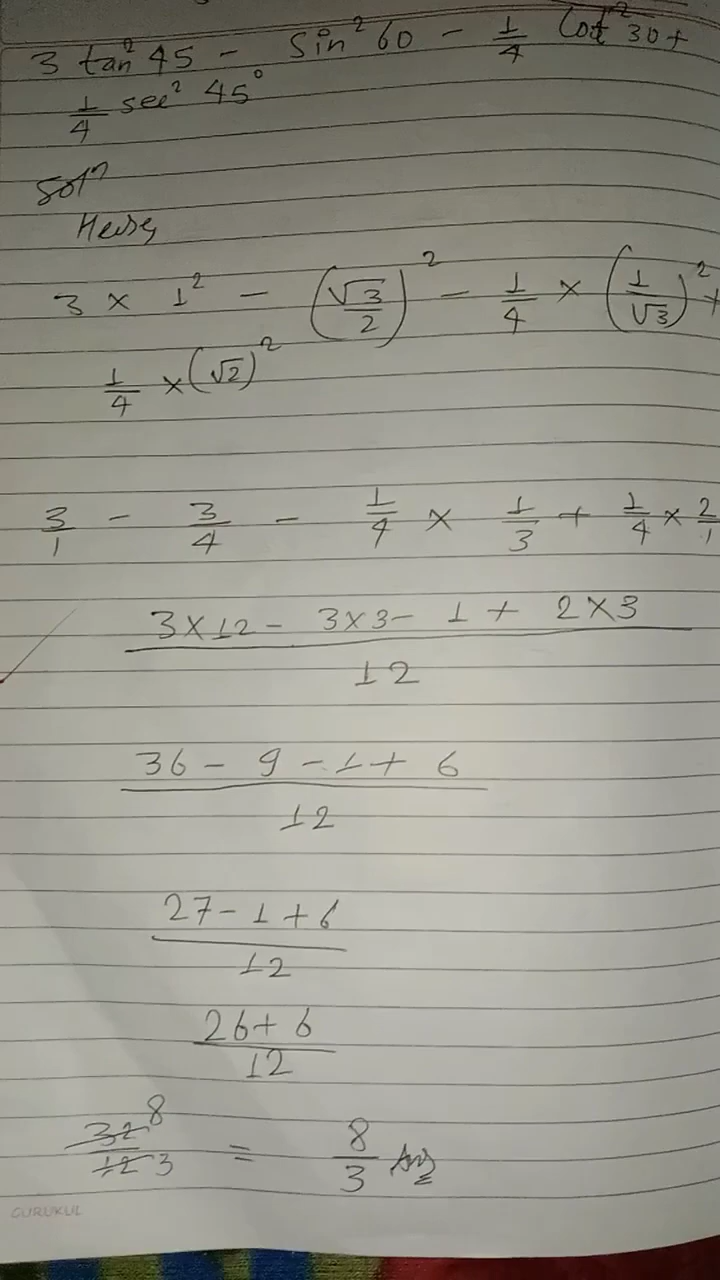 3 tan² 45 - Sin² 60 - 1/4 Cot² 30 +
1/4 sec² 45°
Solⁿ
Here,
3 × 1² - (√3/2)² - 1/4 × (1/√3)² +
1/4 × (√2)²
3/1 - 3/4 - 1/4 × 1/3 + 1/4 × 2/1
3×12 - 3×3 - 1 + 2×3
12
36 - 9 - 1 + 6
12
27 - 1 + 6
12
26 + 6
12
32/12 8/3 = 8/3 Ans
GURUKUL